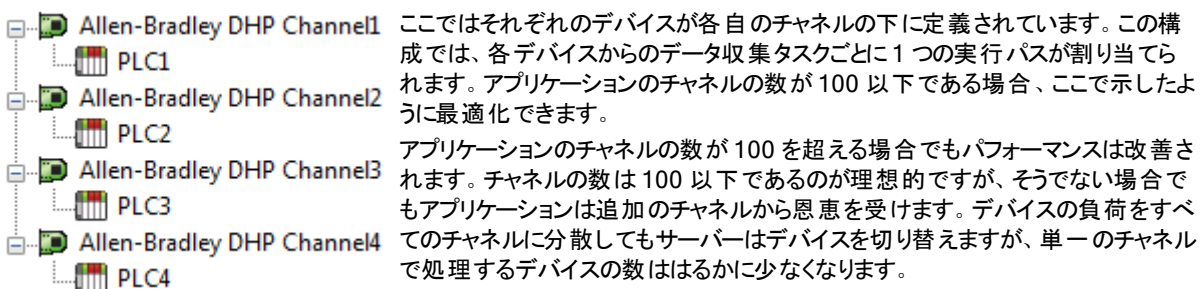 Allen-Bradley DHP Channel1
PLC1
Allen-Bradley DHP Channel2
PLC2
Allen-Bradley DHP Channel3
PLC3
Allen-Bradley DHP Channel4
PLC4
ここではそれぞれのデバイスが各自のチャネルの下に定義されています。この構
成では、各デバイスからのデータ収集タスクごとに 1 つの実行パスが割り当てら
れます。アプリケーションのチャネルの数が 100 以下である場合、ここで示したよ
うに最適化できます。
アプリケーションのチャネルの数が 100 を超える場合でもパフォーマンスは改善さ
れます。チャネルの数は 100 以下であるのが理想的ですが、そうでない場合で
もアプリケーションは追加のチャネルから恩恵を受けます。デバイスの負荷をすべ
てのチャネルに分散してもサーバーはデバイスを切り替えますが、単一のチャネル
で処理するデバイスの数ははるかに少なくなります。